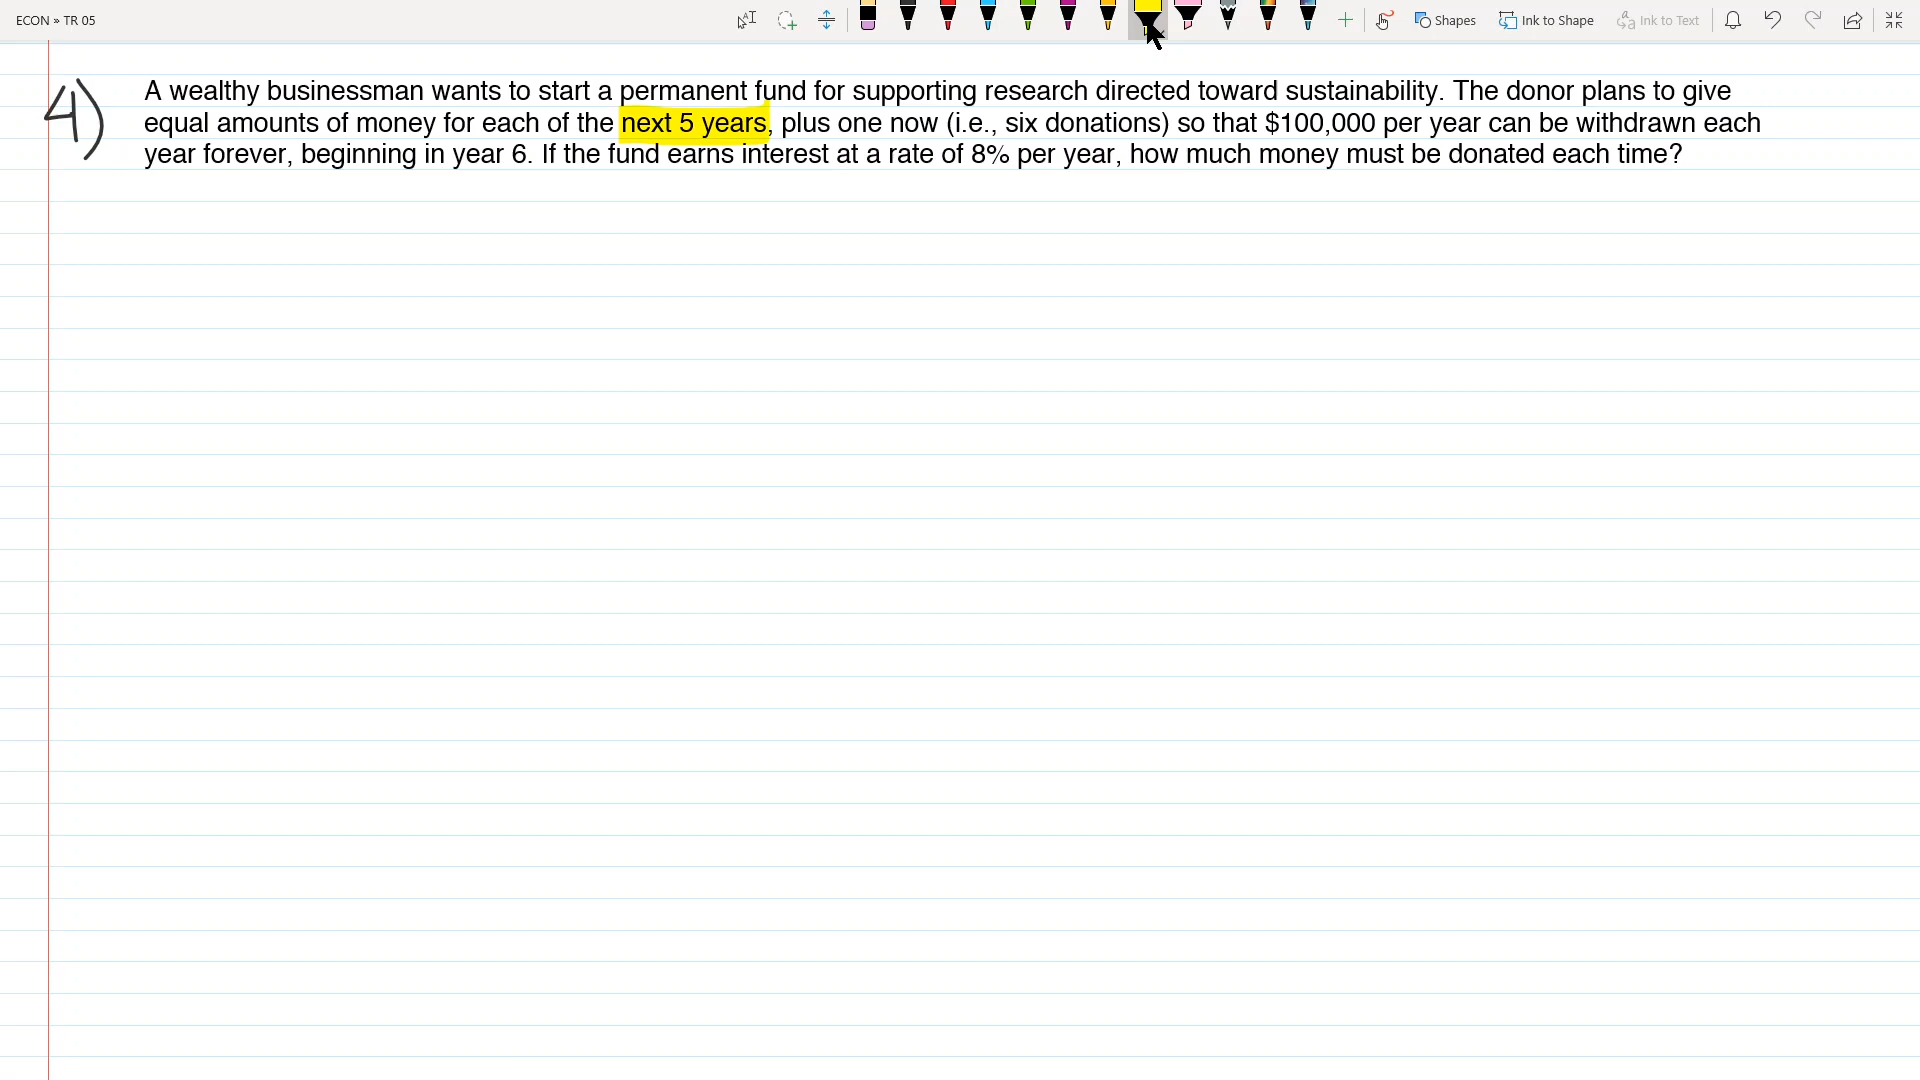 ECON » TR 05
Shapes
Ink to Shape
Ink to Text
4)
A wealthy businessman wants to start a permanent fund for supporting research directed toward sustainability. The donor plans to give
equal amounts of money for each of the next 5 years, plus one now (i.e., six donations) so that $100,000 per year can be withdrawn each
year forever, beginning in year 6. If the fund earns interest at a rate of 8% per year, how much money must be donated each time?